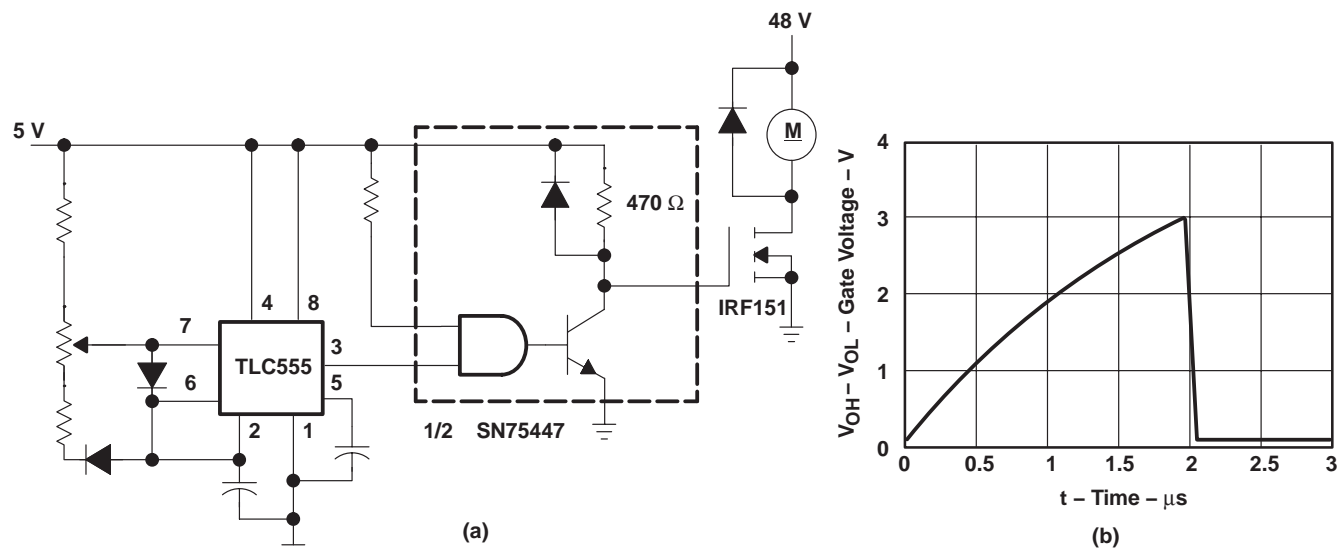 48 V
5 V
M
470 Ω
4
8
7
3
TLC555
6
5
2
1
IRF151
1/2 SN75447
(a)
VOH – VOL – Gate Voltage – V
4
3
2
1
0
0 0.5 1 1.5 2 2.5 3
t – Time – μs
(b)